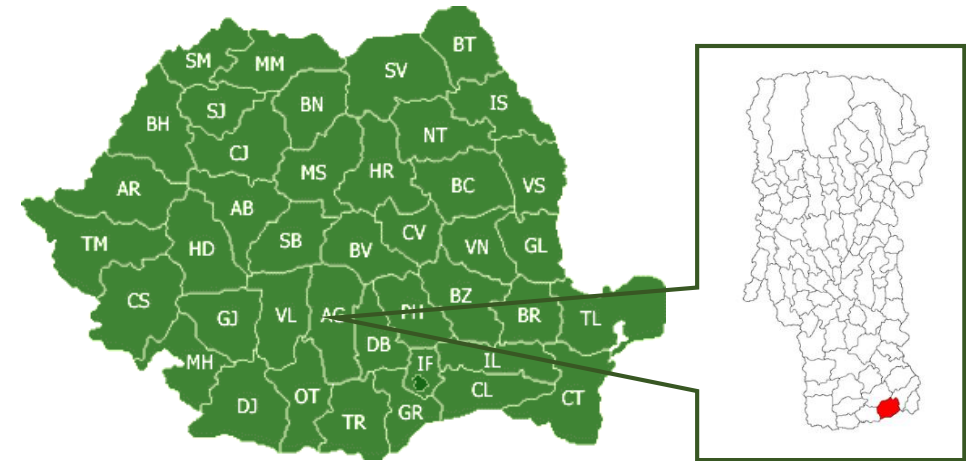 BT
SM
MM
SV
SJ
BN
IS
BH
NT
CJ
MS
HR
BC
VS
AR
AB
SB
CV
TM
HD
BV
VN
GL
CS
BZ
GJ
VL
AG
PH
BR
TL
DB
MH
IF
IL
OT
CL
CT
DJ
TR
GR